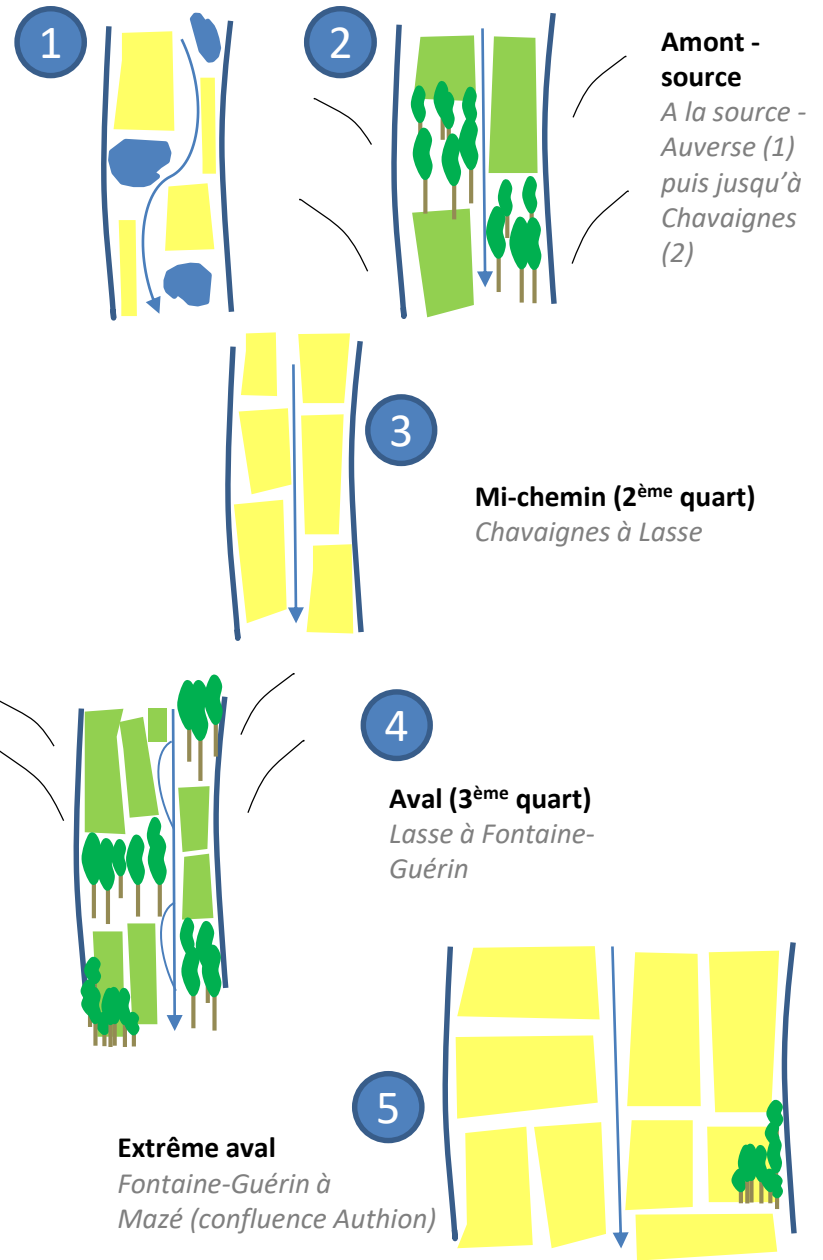 1
2
Amont -
source
A la source -
Auverse (1)
puis jusqu'à
Chavaignes
(2)
3
Mi-chemin (2ème quart)
Chavaignes à Lasse
4
Aval (3ème quart)
Lasse à Fontaine-
Guérin
5
Extrême aval
Fontaine-Guérin à
Mazé (confluence Authion)